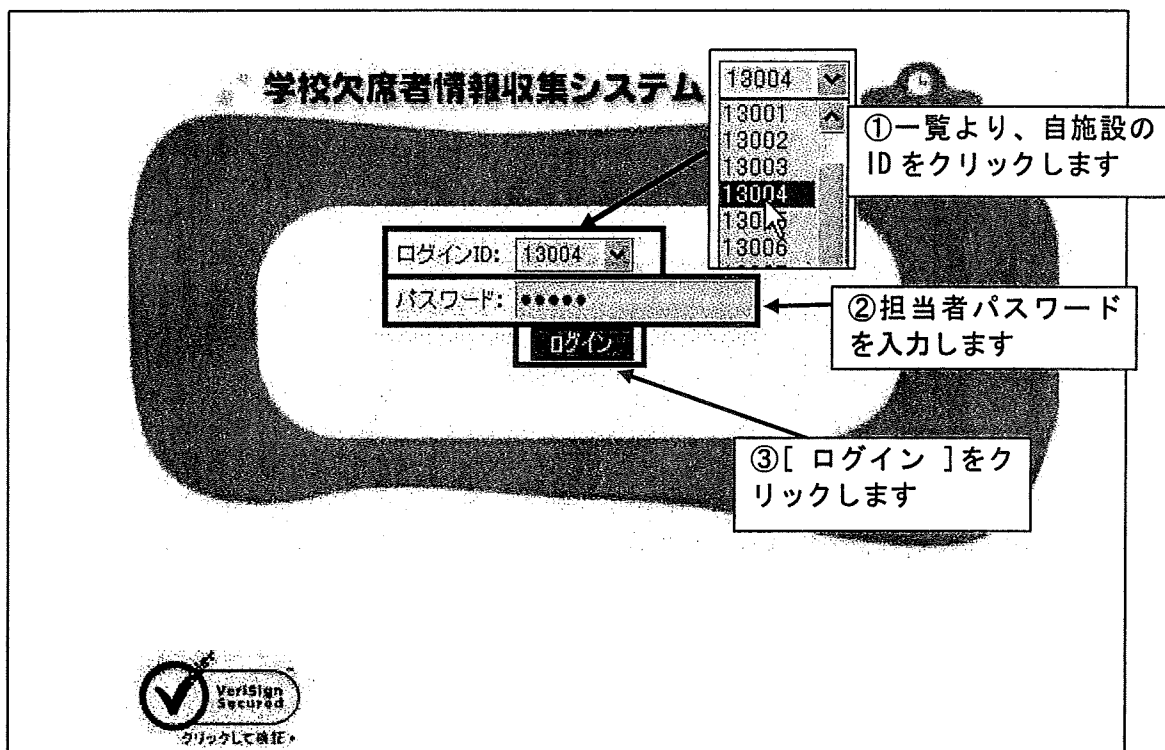 学校欠席者情報収集システム
13004
13001
13002
13003
13004
13005
13006
①一覧より、自施設の
IDをクリックします
ログインID: 13004
パスワード: ●●●●●
②担当者パスワード
を入力します
ログイン
③[ ログイン ]をク
リックします
VeriSign
Secured
クリックして検証